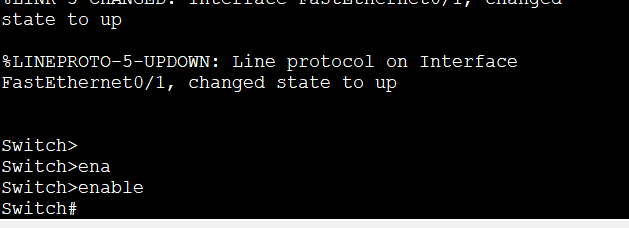 %LINK-5-CHANGED: Interface FastEthernet0/1, changed
state to up
%LINEPROTO-5-UPDOWN: Line protocol on Interface
FastEthernet0/1, changed state to up
Switch>
Switch>ena
Switch>enable
Switch#